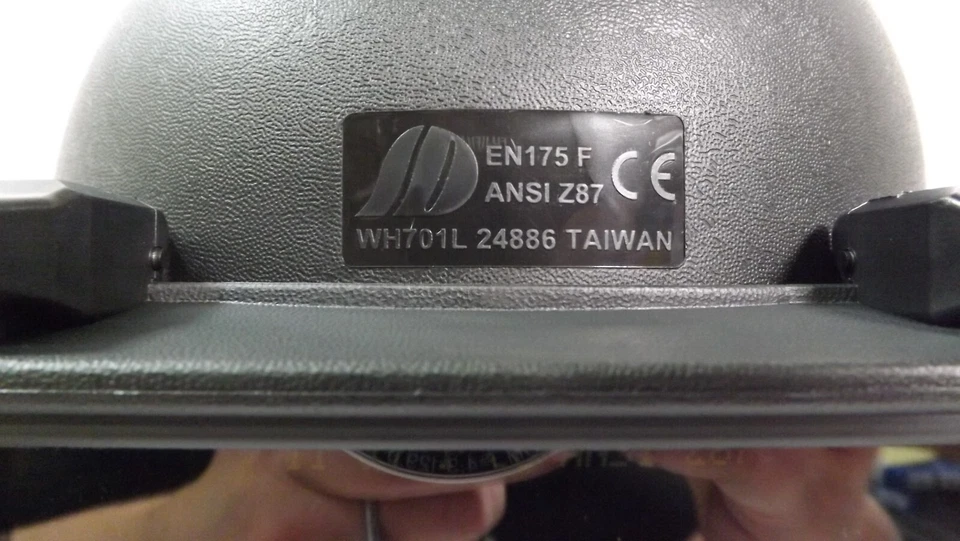 EN175 F
ANSI Z87
CE
WH701L 24886 TAIWAN